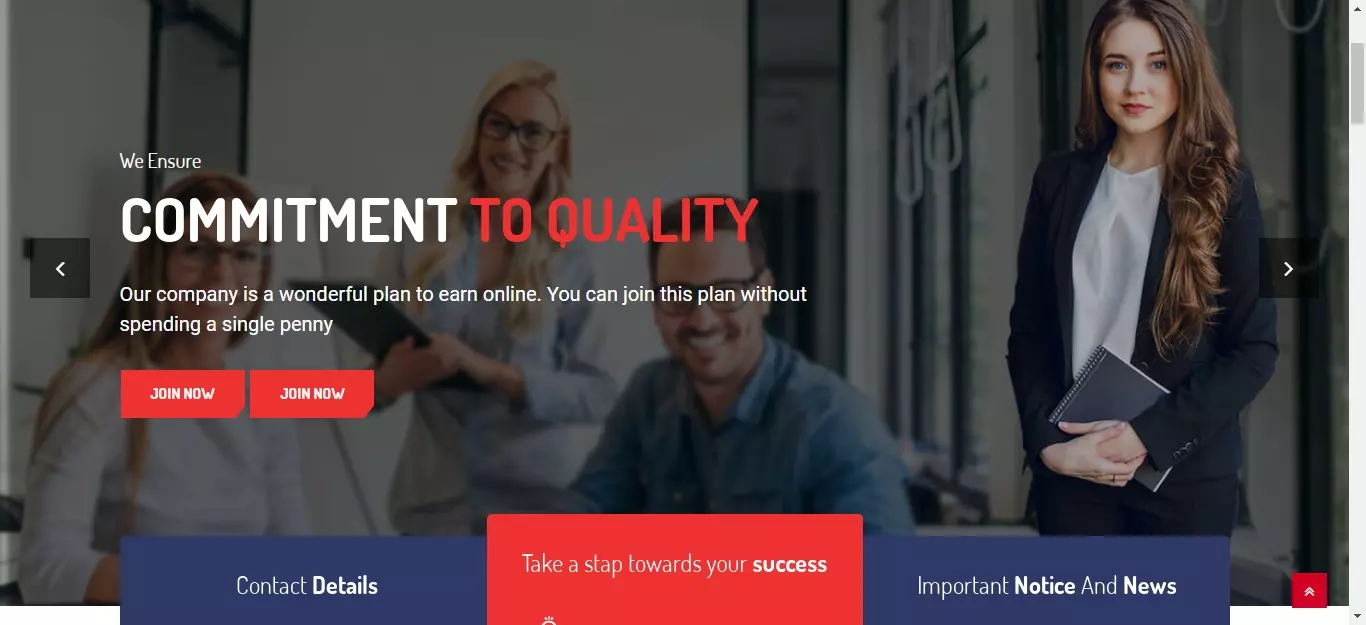 We Ensure
COMMITMENT TO QUALITY
Our company is a wonderful plan to earn online. You can join this plan without
spending a single penny
JOIN NOW JOIN NOW
Take a stap towards your success
Contact Details
Important Notice And News